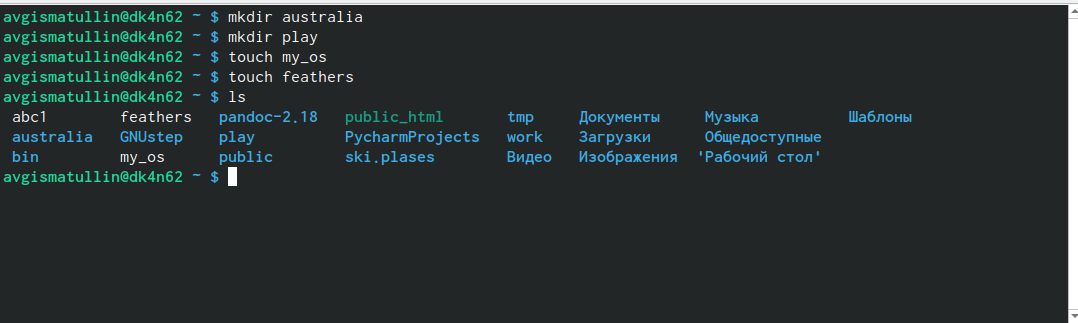 avgismatullin@dk4n62 ~ $ mkdir australia
avgismatullin@dk4n62 ~ $ mkdir play
avgismatullin@dk4n62 ~ $ touch my_os
avgismatullin@dk4n62 ~ $ touch feathers
avgismatullin@dk4n62 ~ $ ls
abc1 feathers pandoc-2.18 public_html tmp Документы Музыка Шаблоны
australia GNUstep play PycharmProjects work Загрузки Общедоступные
bin my_os public ski.plases Видео Изображения 'Рабочий стол'
avgismatullin@dk4n62 ~ $